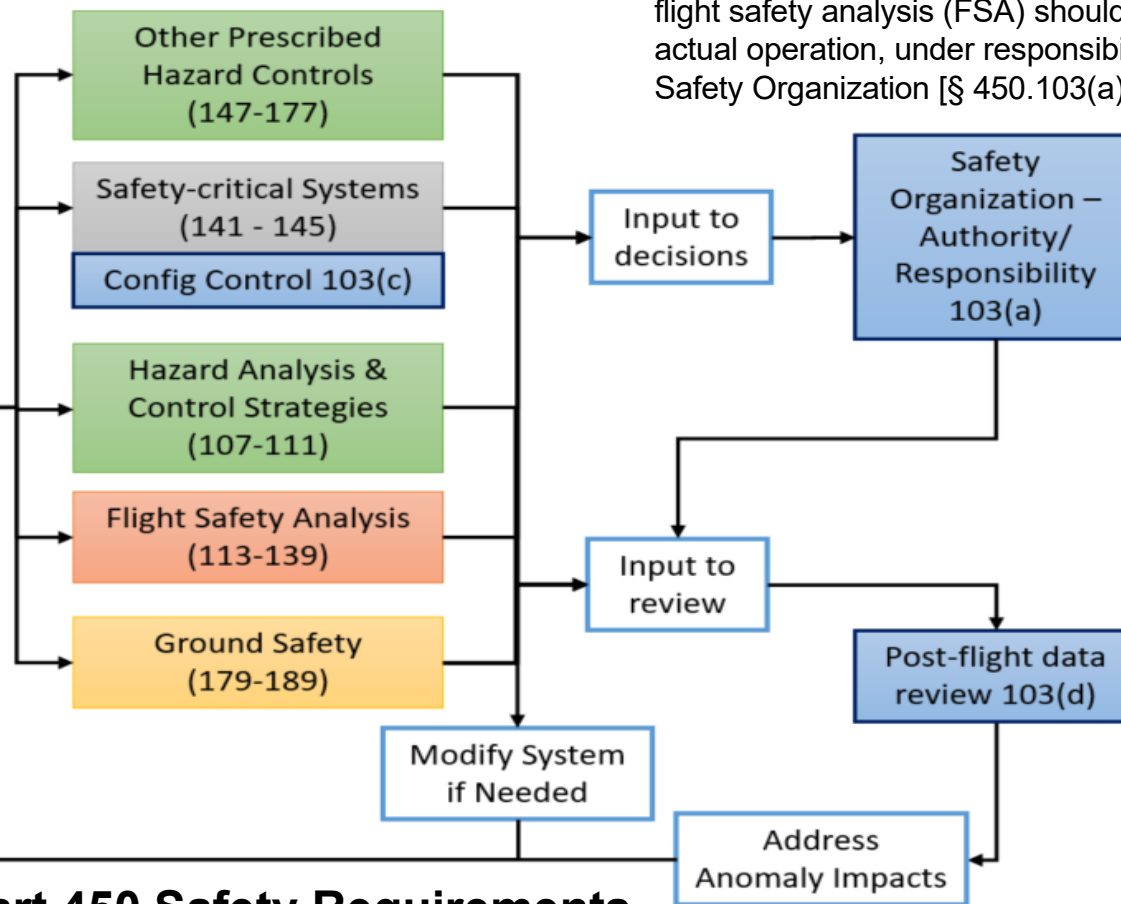 flight safety analysis (FSA) should
actual operation, under
Safety Organization [§ 450.103(a)
Other Prescribed
Hazard Controls
(147-177)
Safety-critical Systems
(141 - 145)
Config Control 103(c)
Hazard Analysis &
Control Strategies
(107-111)
Flight Safety Analysis
(113-139)
Ground Safety
(179-189)
Input to
decisions
Safety
Organization –
Authority/
Responsibility
103(a)
Input to
review
Post-flight data
review 103(d)
Modify System
if Needed
Address
Anomaly Impacts
450 Safety Requirements